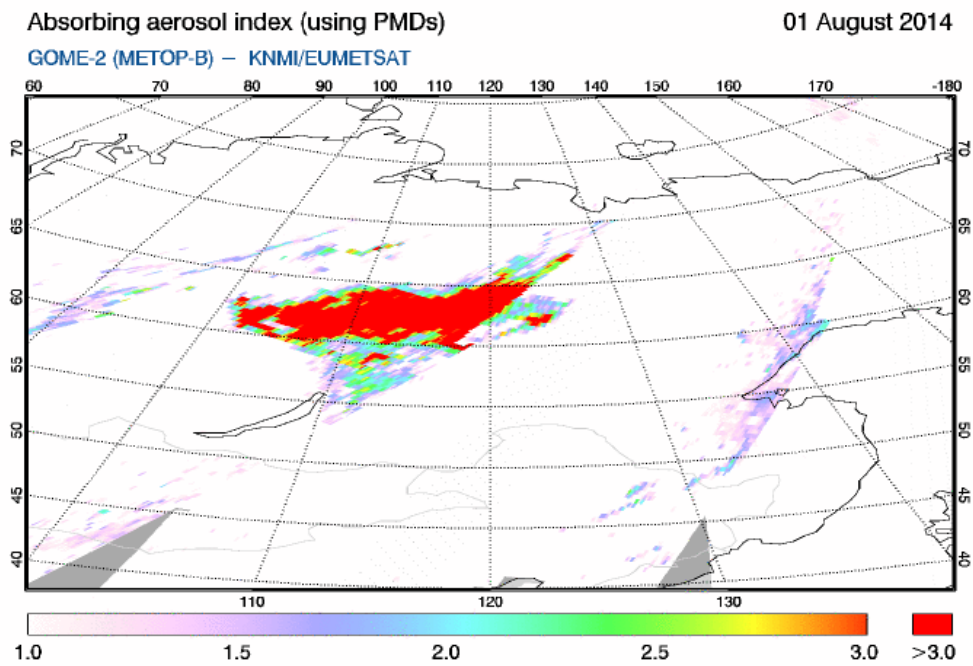 Absorbing aerosol index (using PMDs) 01 August 2014
GOME-2 (METOP-B) – KNMI/EUMETSAT
60 70 80 90 100 110 120 130 140 150 160 170 -180
70 70
65 65
60 60
55 55
50 50
45 45
40 40
110 120 130
1.0 1.5 2.0 2.5 3.0 >3.0